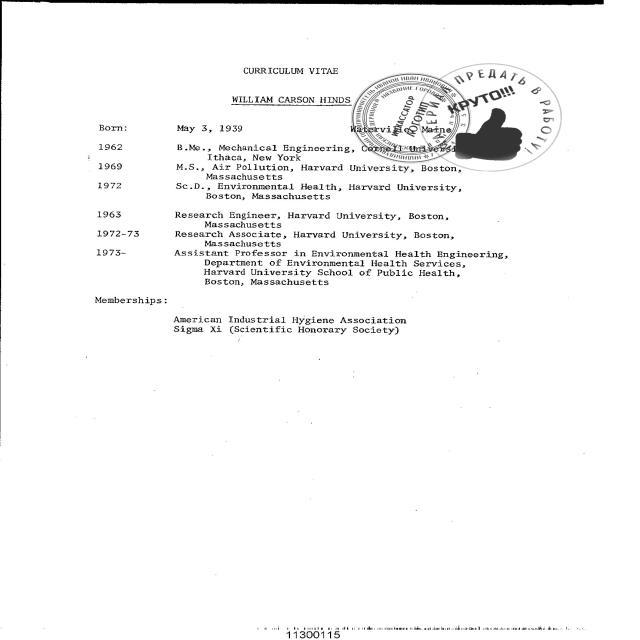 CURRICULUM VITAE
WILLIAM CARSON HINDS
Born: May 3, 1939 Waterville, Maine
1962 B.Me., Mechanical Engineering, Cornell University
Ithaca, New York
1969 M.S., Air Pollution, Harvard University, Boston,
Massachusetts
1972 Sc.D., Environmental Health, Harvard University,
Boston, Massachusetts
1963 Research Engineer, Harvard University, Boston,
Massachusetts
1972-73 Research Associate, Harvard University, Boston,
Massachusetts
1973- Assistant Professor in Environmental Health Engineering,
Department of Environmental Health Services,
Harvard University School of Public Health,
Boston, Massachusetts
Memberships:
American Industrial Hygiene Association
Sigma Xi (Scientific Honorary Society)
ПРЕДАТЬ В РАБОТУ!
КРУТО!!!
ИНКАССАТОР
ЛОГОТИП
11300115